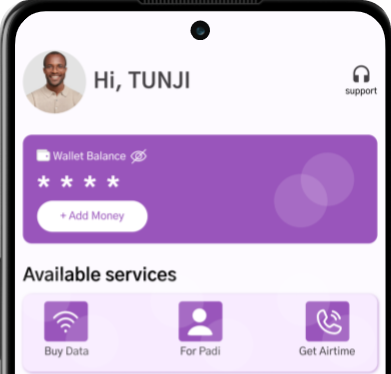 Hi, TUNJI
support
Wallet Balance
* * * *
+ Add Money
Available services
Buy Data
For Padi
Get Airtime